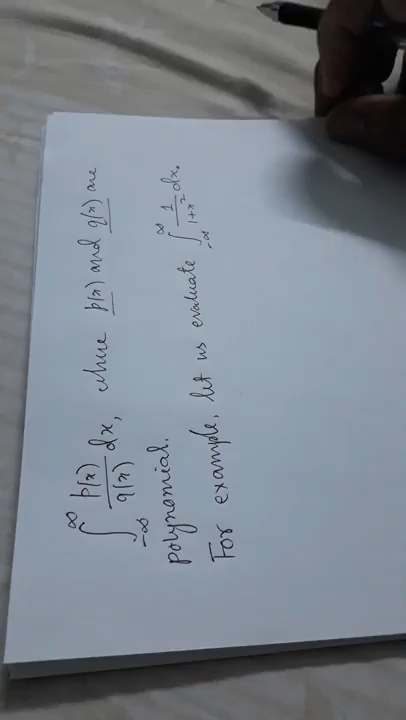 ∫_{-∞}^{∞} p(x)/q(x) dx, where p(x) and q(x) are
polynomial.
For example, let us evaluate ∫_{-∞}^{∞} 1/(1+x²) dx.